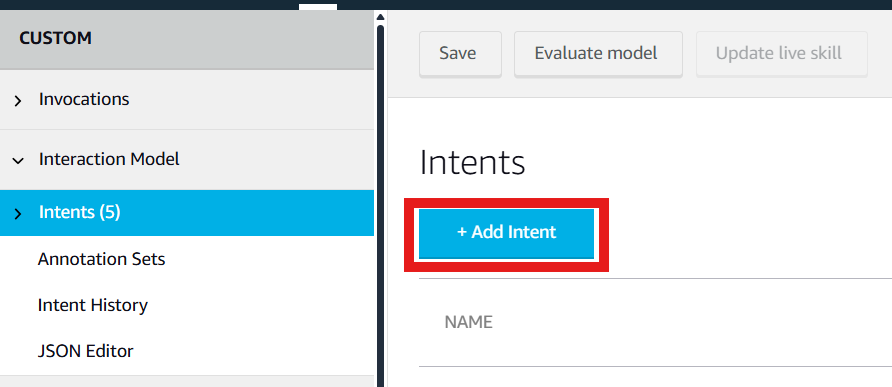 CUSTOM
Invocations
Interaction Model
Intents (5)
Annotation Sets
Intent History
JSON Editor
Save
Evaluate model
Update live skill
Intents
+ Add Intent
NAME